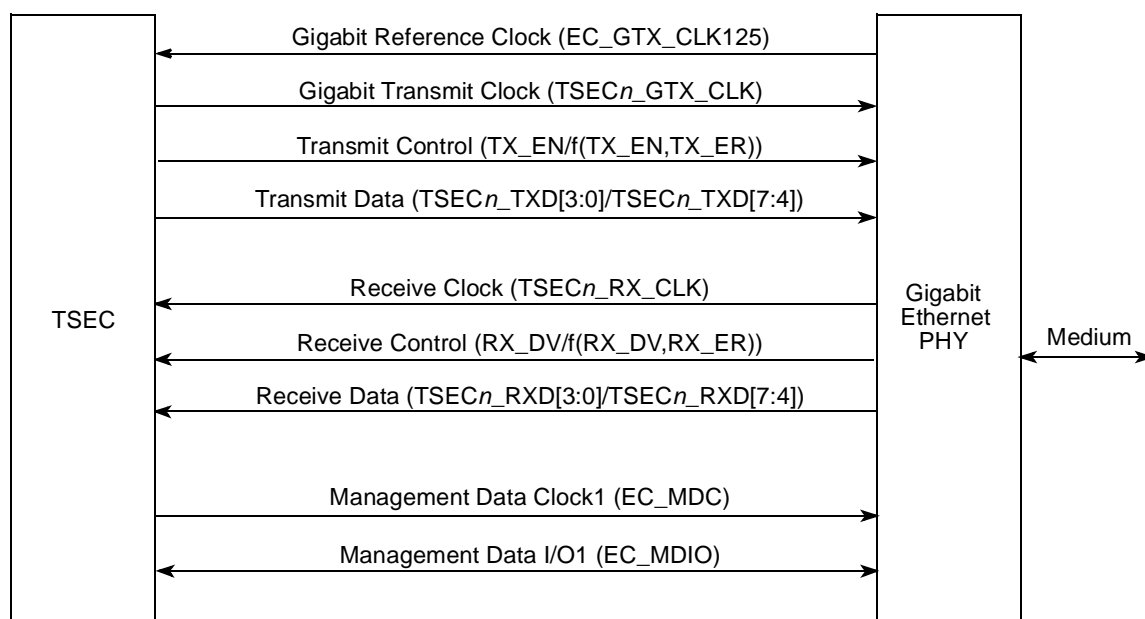 Gigabit Reference Clock (EC_GTX_CLK125)
Gigabit Transmit Clock (TSECn_GTX_CLK)
Transmit Control (TX_EN/f(TX_EN,TX_ER))
Transmit Data (TSECn_TXD[3:0]/TSECn_TXD[7:4])
Receive Clock (TSECn_RX_CLK)
TSEC
Gigabit
Ethernet
PHY
Receive Control (RX_DV/f(RX_DV,RX_ER))
Medium
Receive Data (TSECn_RXD[3:0]/TSECn_RXD[7:4])
Management Data Clock1 (EC_MDC)
Management Data I/O1 (EC_MDIO)